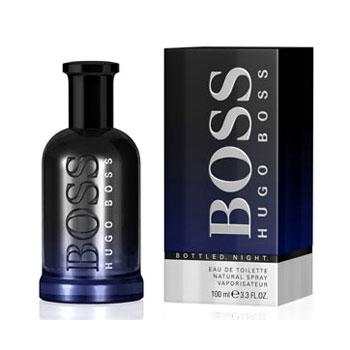 BOSS
HUGO BOSS
BOSS
HUGO BOSS
BOTTLED. NIGHT.
EAU DE TOILETTE
NATURAL SPRAY
VAPORISATEUR
100 ml ℮ 3.3 FL.OZ.